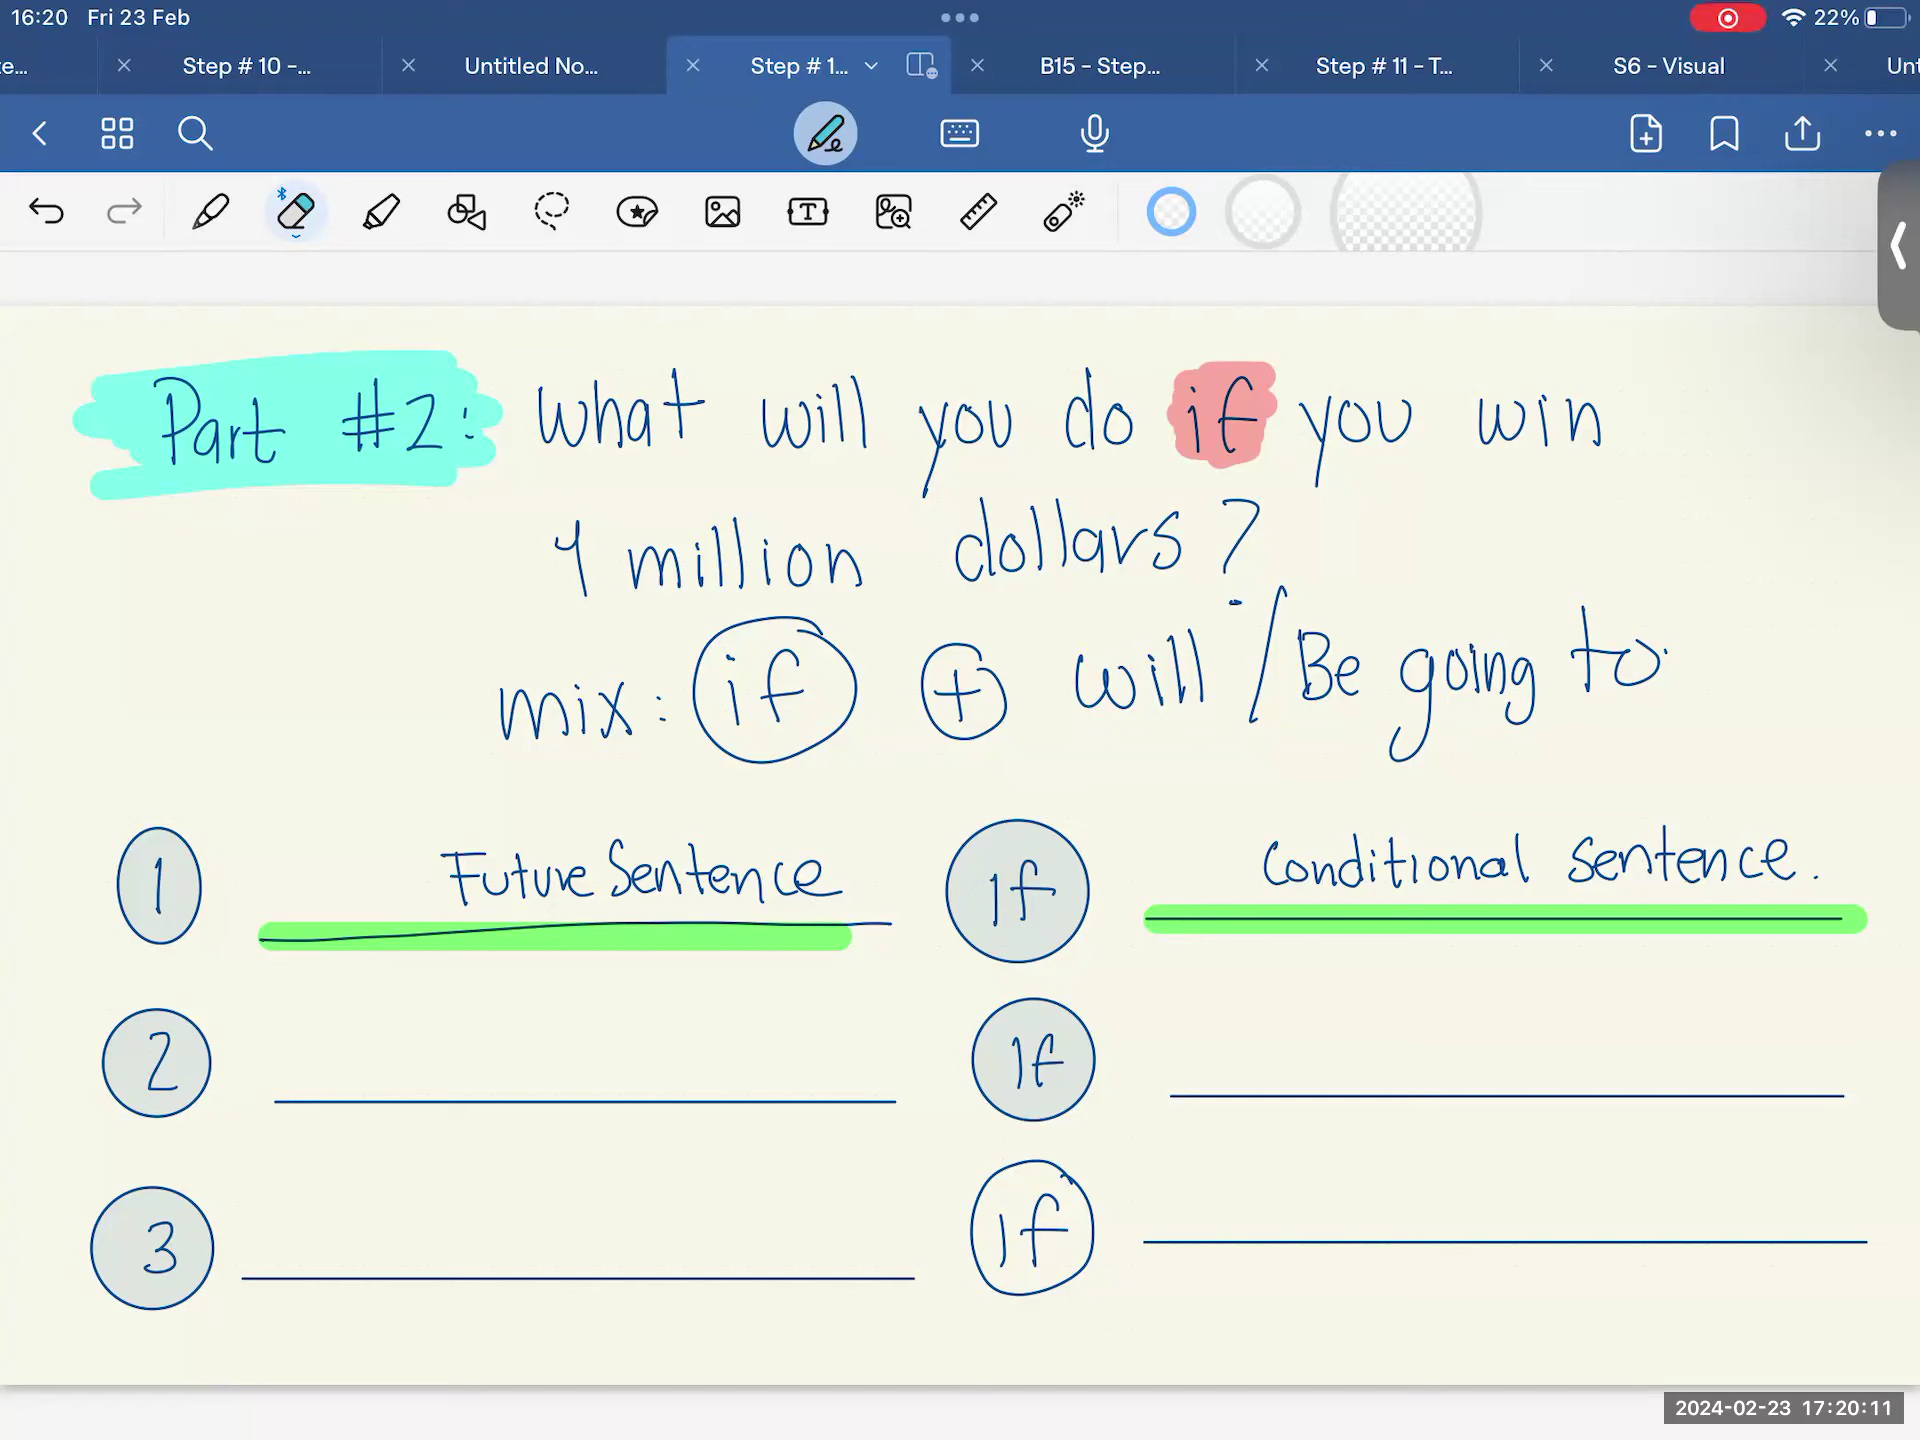 16:20 Fri 23 Feb 22%
e... Step # 10 -... Untitled No... Step # 1... B15 - Step... Step # 11 - T... S6 - Visual Unt
Part #2: What will you do if you win
1 million dollars?
mix: if + will / Be going to
1 Future Sentence If Conditional sentence.
2 If
3 If
2024-02-23 17:20:11